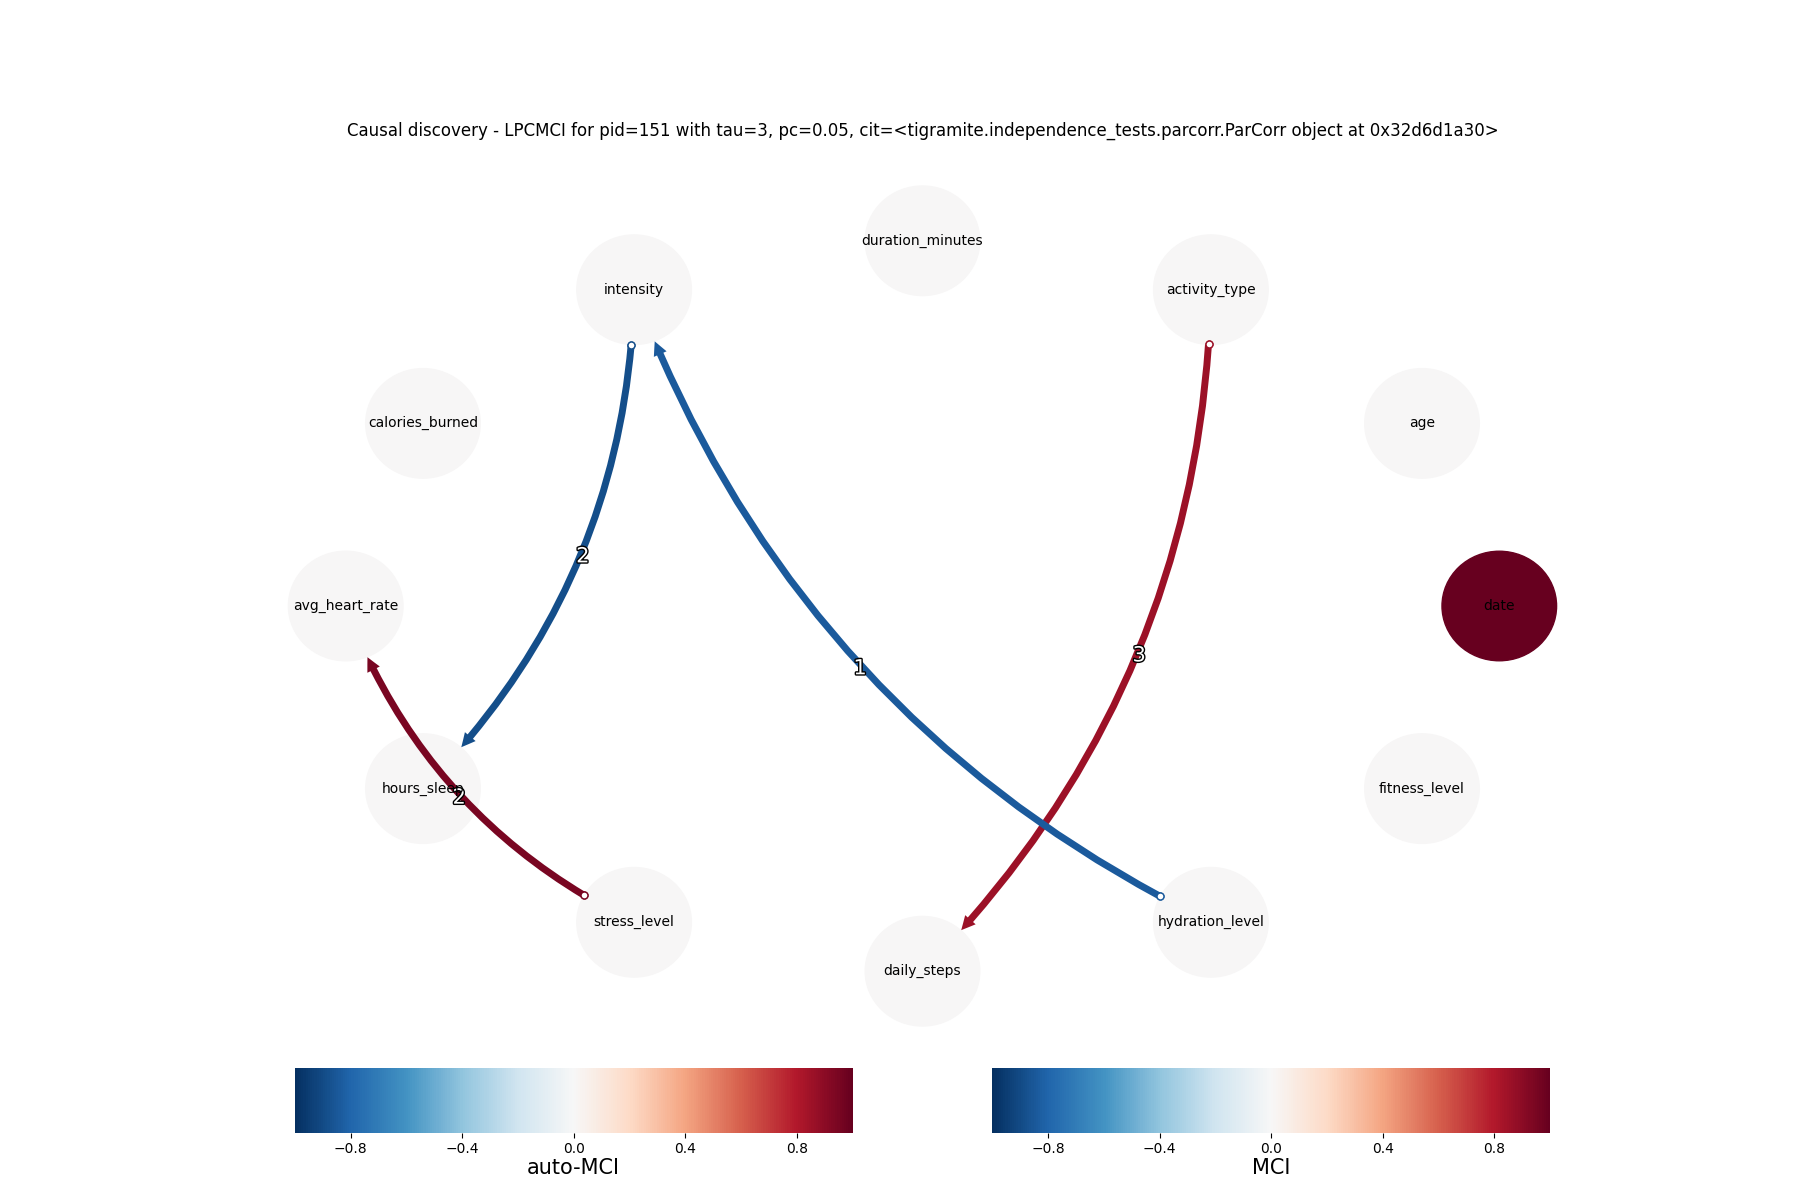 Causal discovery - LPCMCI for pid=151 with tau=3, pc=0.05, cit=<tigramite.independence_tests.parcorr.ParCorr object at 0x32d6d1a30>
duration_minutes
intensity
activity_type
calories_burned
age
2
avg_heart_rate
date
3
1
hours_sleep
2
fitness_level
stress_level
hydration_level
daily_steps
−0.8 −0.4 0.0 0.4 0.8
auto-MCI
−0.8 −0.4 0.0 0.4 0.8
MCI